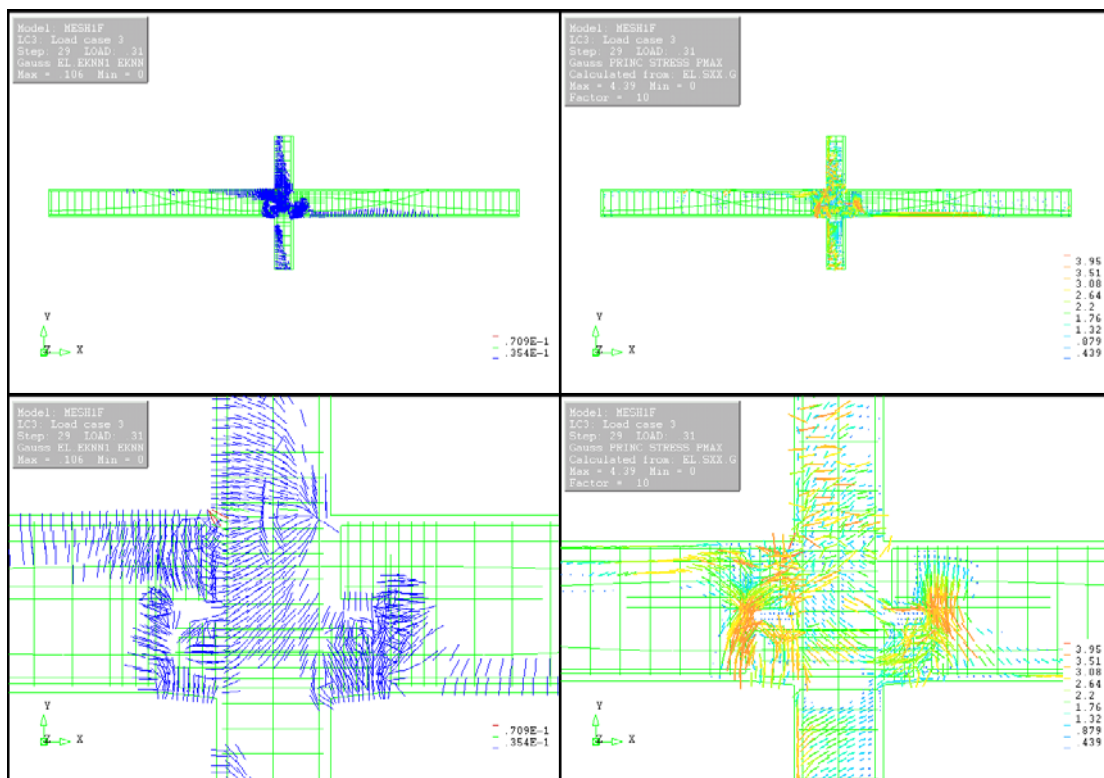 Model: MESH1F
LC3: Load case 3
Step: 29 LOAD: .31
Gauss EL.EKNN1 EKNN
Max = .106 Min = 0
Y
Z X
.709E-1
.354E-1
Model: MESH1F
LC3: Load case 3
Step: 29 LOAD: .31
Gauss PRINC STRESS PMAX
Calculated from: EL.SXX.G
Max = 4.39 Min = 0
Factor = 10
Y
Z X
3.95
3.51
3.08
2.64
2.2
1.76
1.32
.879
.439
Model: MESH1F
LC3: Load case 3
Step: 29 LOAD: .31
Gauss EL.EKNN1 EKNN
Max = .106 Min = 0
Y
Z X
.709E-1
.354E-1
Model: MESH1F
LC3: Load case 3
Step: 29 LOAD: .31
Gauss PRINC STRESS PMAX
Calculated from: EL.SXX.G
Max = 4.39 Min = 0
Factor = 10
Y
Z X
3.95
3.51
3.08
2.64
2.2
1.76
1.32
.879
.439